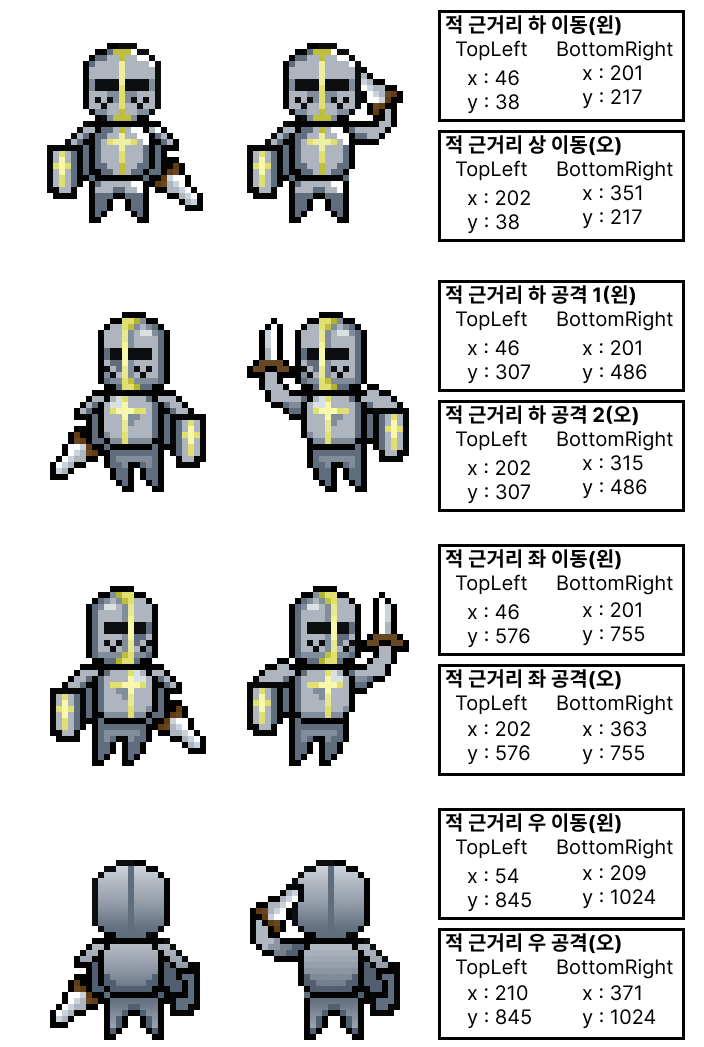 적 근거리 하 이동(왼)
TopLeft BottomRight
x : 46 x : 201
y : 38 y : 217
적 근거리 상 이동(오)
TopLeft BottomRight
x : 202 x : 351
y : 38 y : 217
적 근거리 하 공격 1(왼)
TopLeft BottomRight
x : 46 x : 201
y : 307 y : 486
적 근거리 하 공격 2(오)
TopLeft BottomRight
x : 202 x : 315
y : 307 y : 486
적 근거리 좌 이동(왼)
TopLeft BottomRight
x : 46 x : 201
y : 576 y : 755
적 근거리 좌 공격(오)
TopLeft BottomRight
x : 202 x : 363
y : 576 y : 755
적 근거리 우 이동(왼)
TopLeft BottomRight
x : 54 x : 209
y : 845 y : 1024
적 근거리 우 공격(오)
TopLeft BottomRight
x : 210 x : 371
y : 845 y : 1024